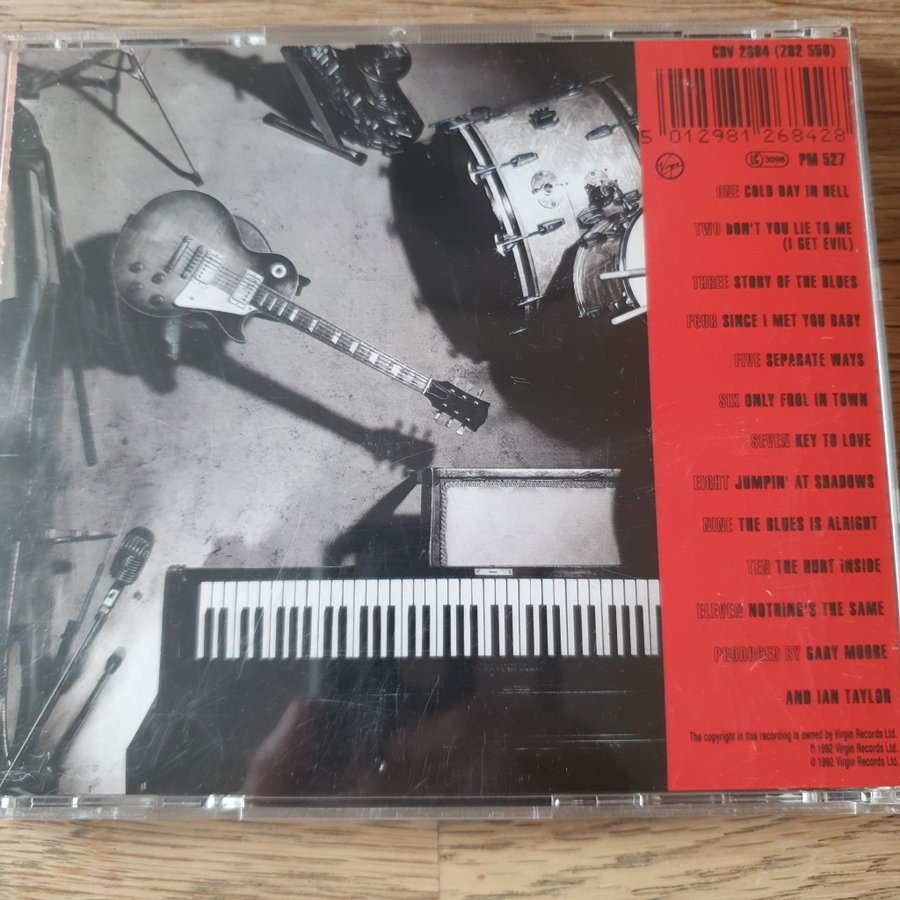 CDV 2684 (262 558)
5 012981 268428
Virgin
LC 3098 PM 527
ONE COLD DAY IN HELL
TWO DON'T YOU LIE TO ME
(I GET EVIL)
THREE STORY OF THE BLUES
FOUR SINCE I MET YOU BABY
FIVE SEPARATE WAYS
SIX ONLY FOOL IN TOWN
SEVEN KEY TO LOVE
EIGHT JUMPIN' AT SHADOWS
NINE THE BLUES IS ALRIGHT
TEN THE HURT INSIDE
ELEVEN NOTHING'S THE SAME
PRODUCED BY GARY MOORE
AND IAN TAYLOR
The copyright in this recording is owned by Virgin Records Ltd.
℗ 1992 Virgin Records Ltd.
© 1992 Virgin Records Ltd.